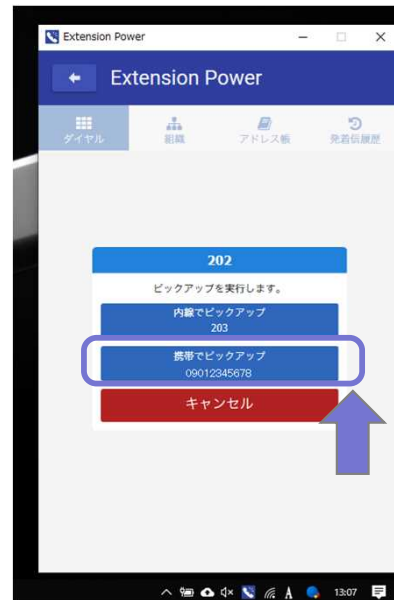 Extension Power
Extension Power
ダイヤル
組織
アドレス帳
発着信履歴
202
ピックアップを実行します。
内線でピックアップ
203
携帯でピックアップ
09012345678
キャンセル
A
13:07